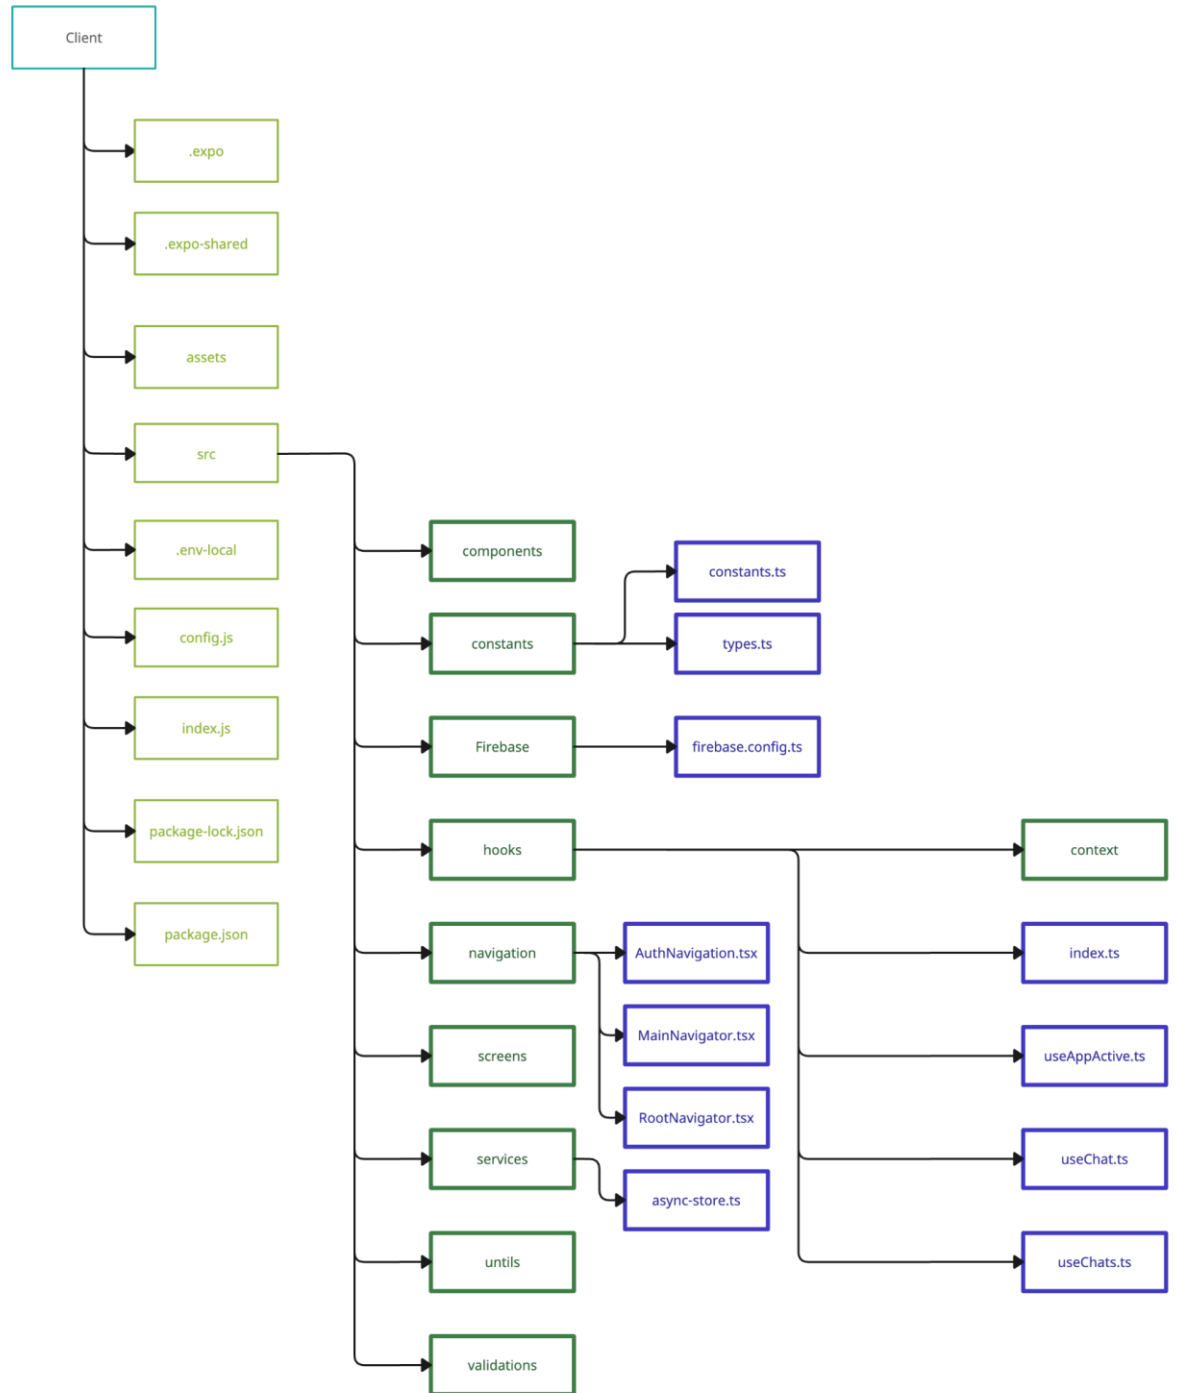 Client
.expo
.expo-shared
assets
src
.env-local
components
constants.ts
config.js
constants
types.ts
index.js
Firebase
firebase.config.ts
package-lock.json
hooks
context
package.json
navigation
AuthNavigation.tsx
index.ts
MainNavigator.tsx
screens
useAppActive.ts
RootNavigator.tsx
services
useChat.ts
async-store.ts
untils
useChats.ts
validations